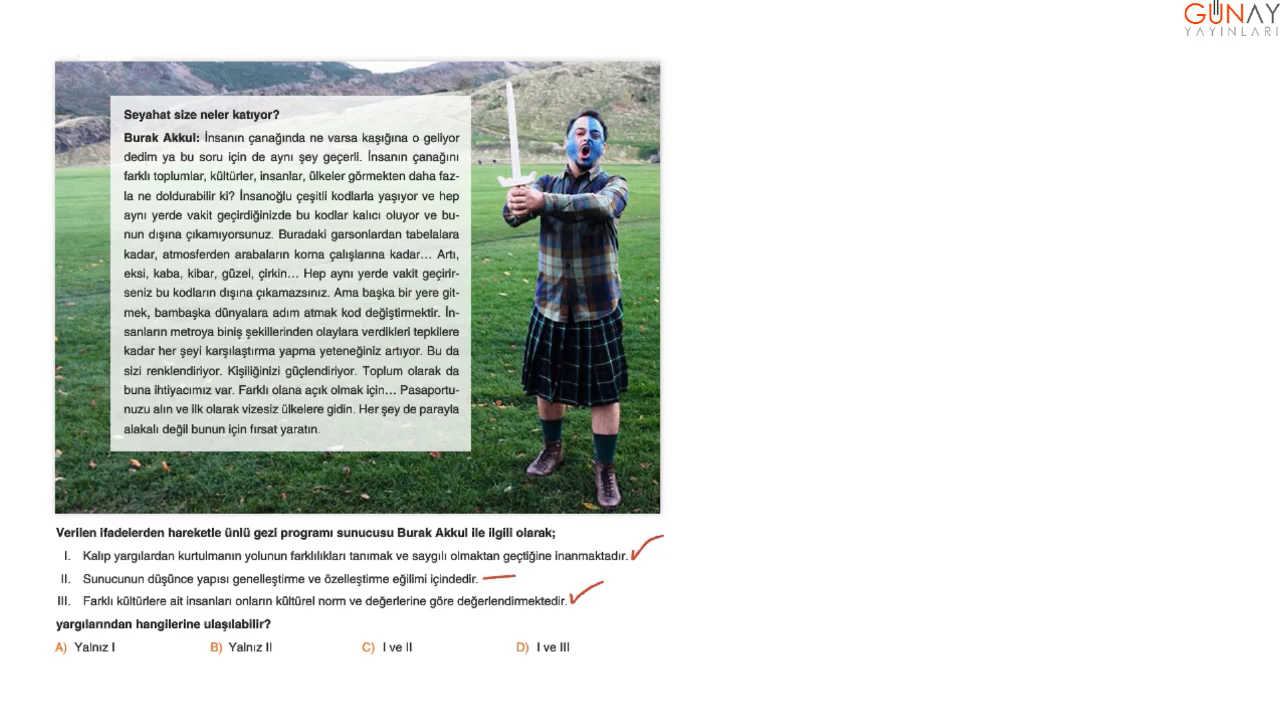 GÜNAY
YAYINLARI
Seyahat size neler katıyor?
Burak Akkul: İnsanın çanağında ne varsa kaşığına o geliyor
dedim ya bu soru için de aynı şey geçerli. İnsanın çanağını
farklı toplumlar, kültürler, insanlar, ülkeler görmekten daha faz-
la ne doldurabilir ki? İnsanoğlu çeşitli kodlarla yaşıyor ve hep
aynı yerde vakit geçirdiğinizde bu kodlar kalıcı oluyor ve bu-
nun dışına çıkamıyorsunuz. Buradaki garsonlardan tabelalara
kadar, atmosferden arabaların korna çalışlarına kadar... Artı,
eksi, kaba, kibar, güzel, çirkin... Hep aynı yerde vakit geçirir-
seniz bu kodların dışına çıkamazsınız. Ama başka bir yere git-
mek, bambaşka dünyalara adım atmak kod değiştirmektir. İn-
sanların metroya biniş şekillerinden olaylara verdikleri tepkilere
kadar her şeyi karşılaştırma yapma yeteneğiniz artıyor. Bu da
sizi renklendiriyor. Kişiliğinizi güçlendiriyor. Toplum olarak da
buna ihtiyacımız var. Farklı olana açık olmak için... Pasaportu-
nuzu alın ve ilk olarak vizesiz ülkelere gidin. Her şey de parayla
alakalı değil bunun için fırsat yaratın.
Verilen ifadelerden hareketle ünlü gezi programı sunucusu Burak Akkul ile ilgili olarak;
I. Kalıp yargılardan kurtulmanın yolunun farklılıkları tanımak ve saygılı olmaktan geçtiğine inanmaktadır.
II. Sunucunun düşünce yapısı genelleştirme ve özelleştirme eğilimi içindedir.
III. Farklı kültürlere ait insanları onların kültürel norm ve değerlerine göre değerlendirmektedir.
yargılarından hangilerine ulaşılabilir?
A) Yalnız I B) Yalnız II C) I ve II D) I ve III